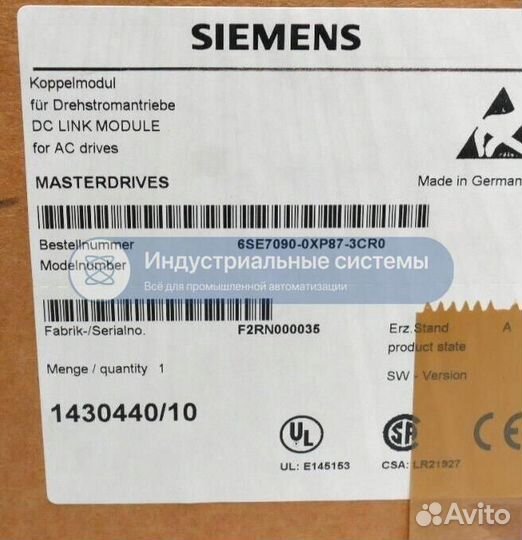 SIEMENS
Koppelmodul
für Drehstromantriebe
DC LINK MODULE
for AC drives
MASTERDRIVES
Made in German
Bestellnummer 6SE7090-0XP87-3CR0
Modelnumber
Индустриальные системы
Всё для промышленной автоматизации
Fabrik-/Serialno. F2RN000035
Erz.Stand A
product state
Menge / quantity 1
SW - Version
1430440/10
UL
UL: E145153
SA
CSA: LR21927
CE
Avito